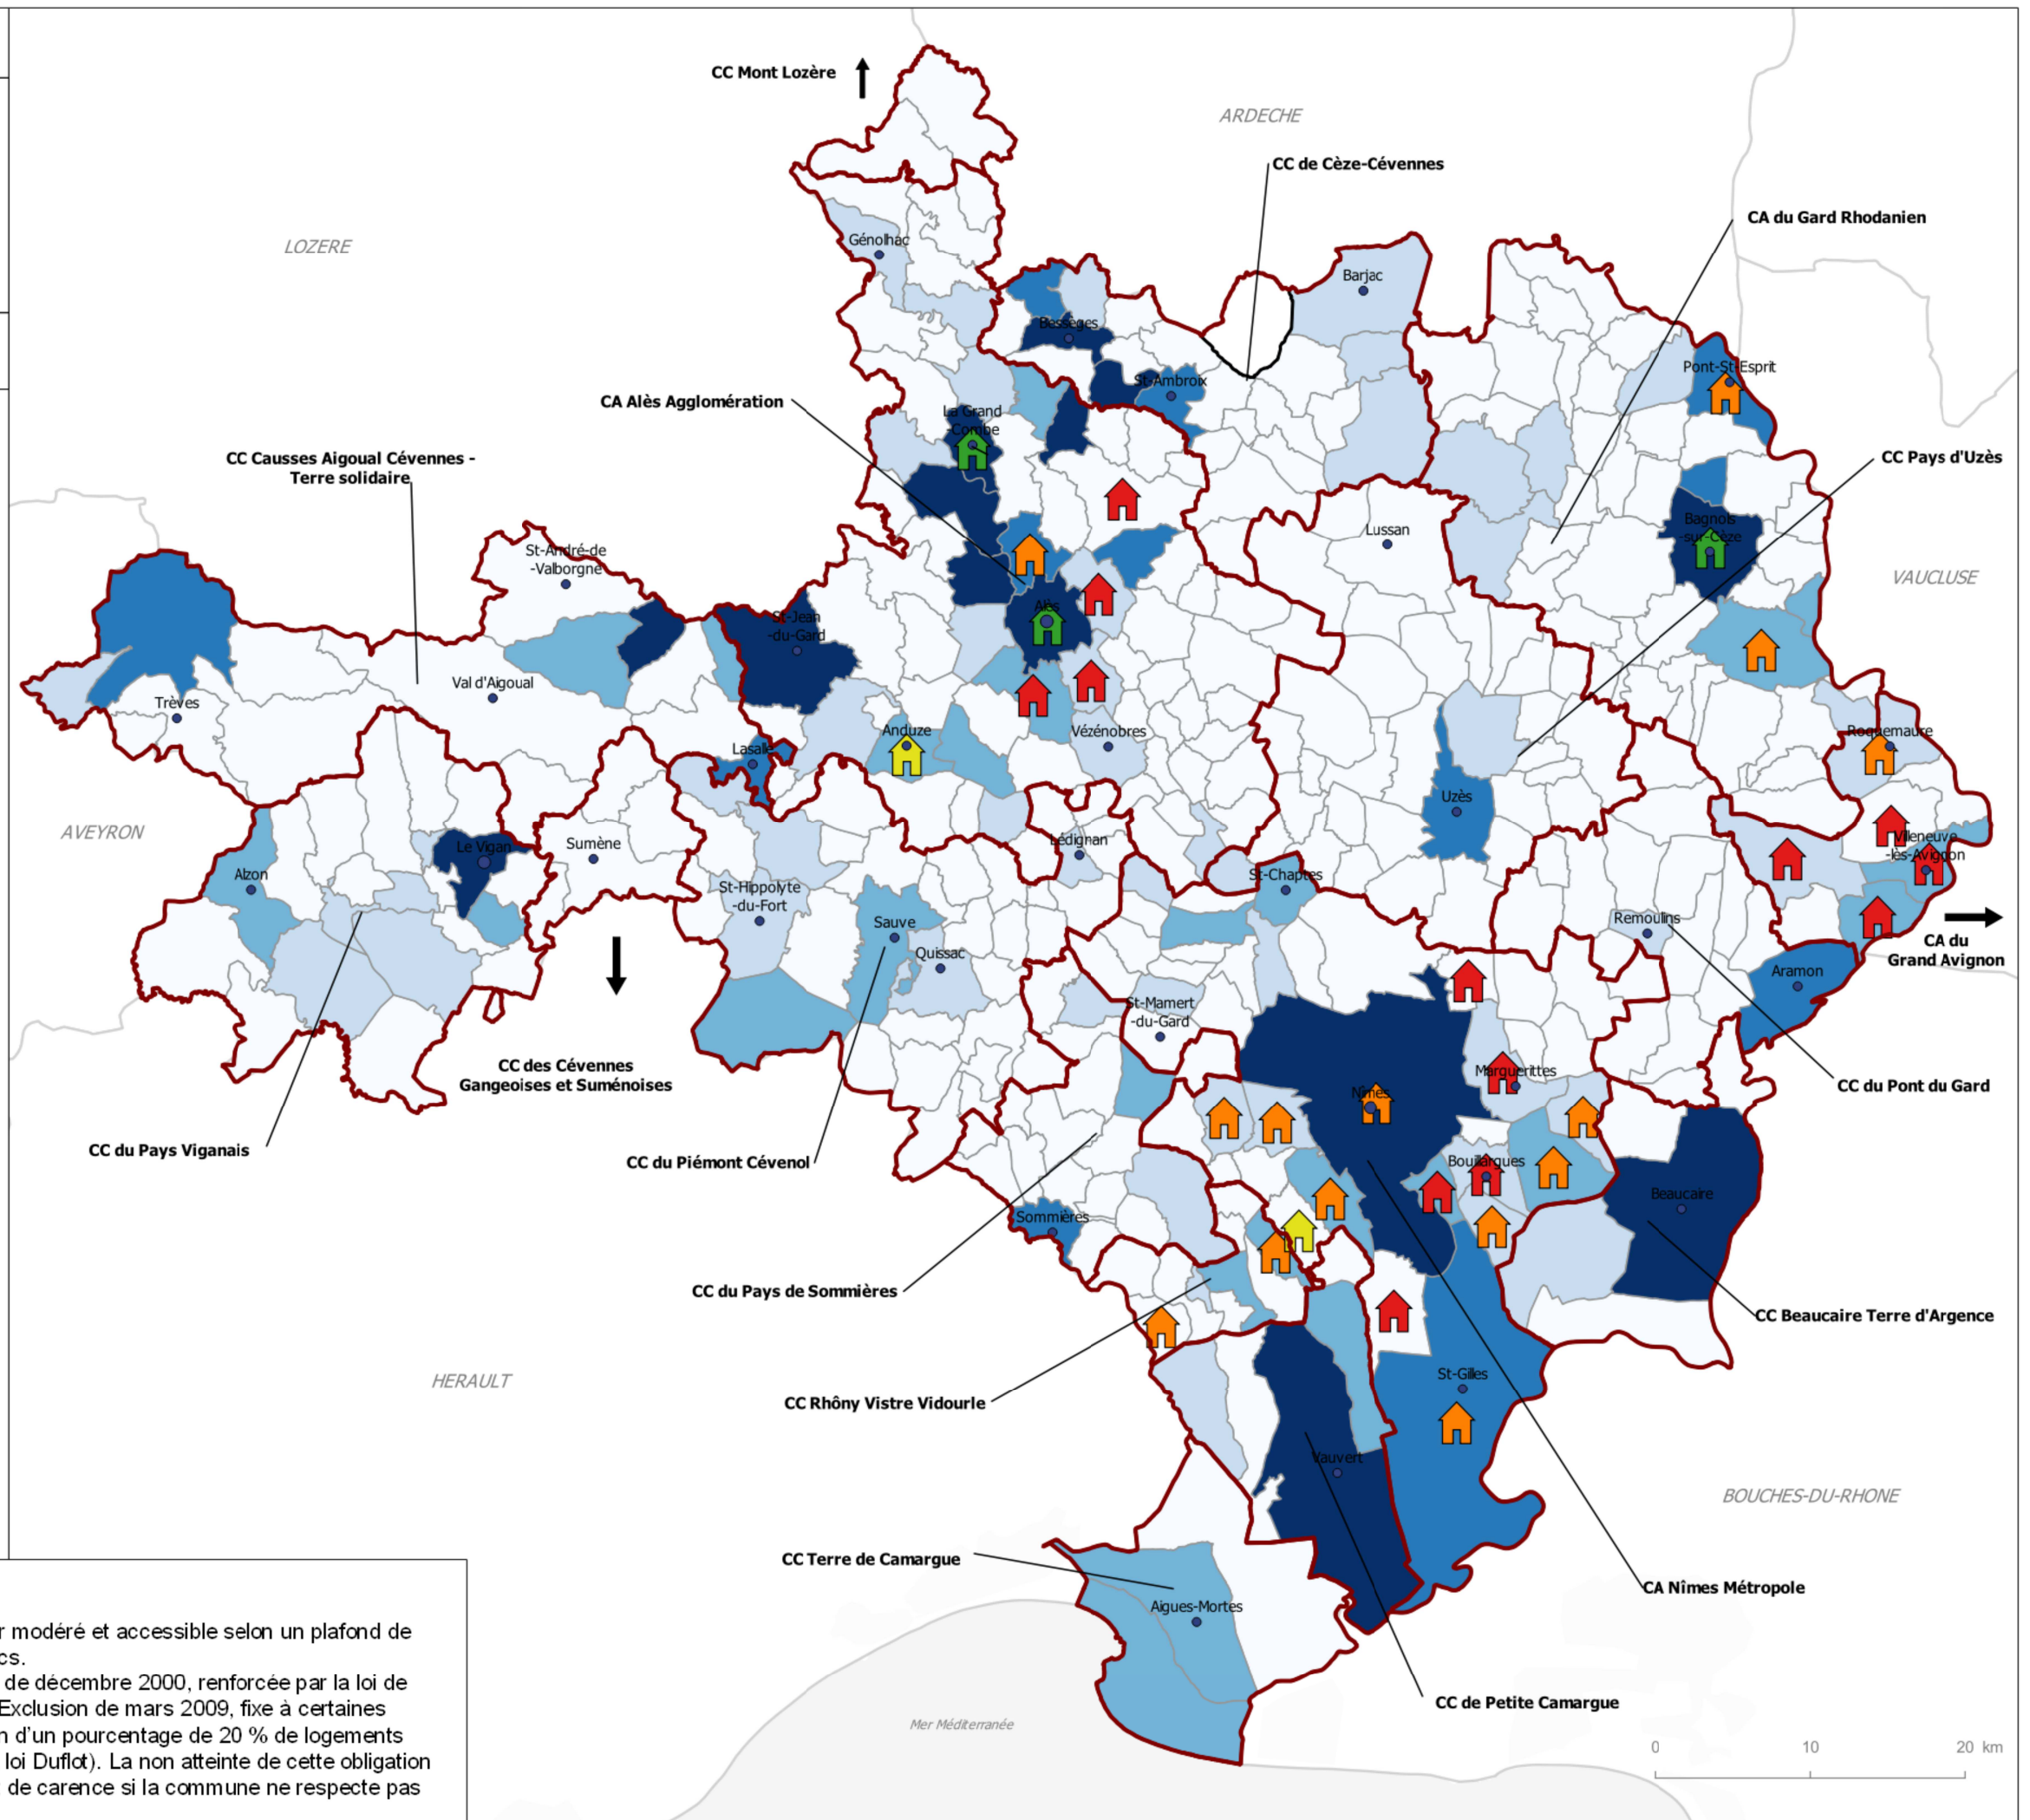 CC Mont Lozère
ARDECHE
CC de Cèze-Cévennes
CA du Gard Rhodanien
LOZERE
Génolhac
Barjac
Bessèges
Pont-St-Esprit
St-Ambroix
CA Alès Agglomération
La Grand
-Combe
CC Causses Aigoual Cévennes -
Terre solidaire
CC Pays d'Uzès
Lussan
Bagnols
-sur-Cèze
St-André-de
-Valborgne
VAUCLUSE
Alès
St-Jean
-du-Gard
Val d'Aigoual
Trèves
Anduze
Vézénobres
Roquemaure
Lasalle
Uzès
AVEYRON
Le Vigan
Sumène
Lédignan
Villeneuve
-lès-Avignon
Alzon
St-Chaptes
St-Hippolyte
-du-Fort
Sauve
Remoulins
Quissac
CA du
Grand Avignon
Aramon
St-Mamert
-du-Gard
CC des Cévennes
Gangeoises et Suménoises
Marguerittes
CC du Pont du Gard
Nîmes
CC du Pays Viganais
CC du Piémont Cévenol
Bouillargues
Beaucaire
Sommières
CC du Pays de Sommières
CC Beaucaire Terre d'Argence
HERAULT
St-Gilles
CC Rhôny Vistre Vidourle
Vauvert
BOUCHES-DU-RHONE
CC Terre de Camargue
CA Nîmes Métropole
Aigues-Mortes
CC de Petite Camargue
Mer Méditerranée
0 10 20 km
r modéré et accessible selon un plafond de
cs.
de décembre 2000, renforcée par la loi de
Exclusion de mars 2009, fixe à certaines
n d'un pourcentage de 20 % de logements
loi Duflot). La non atteinte de cette obligation
de carence si la commune ne respecte pas